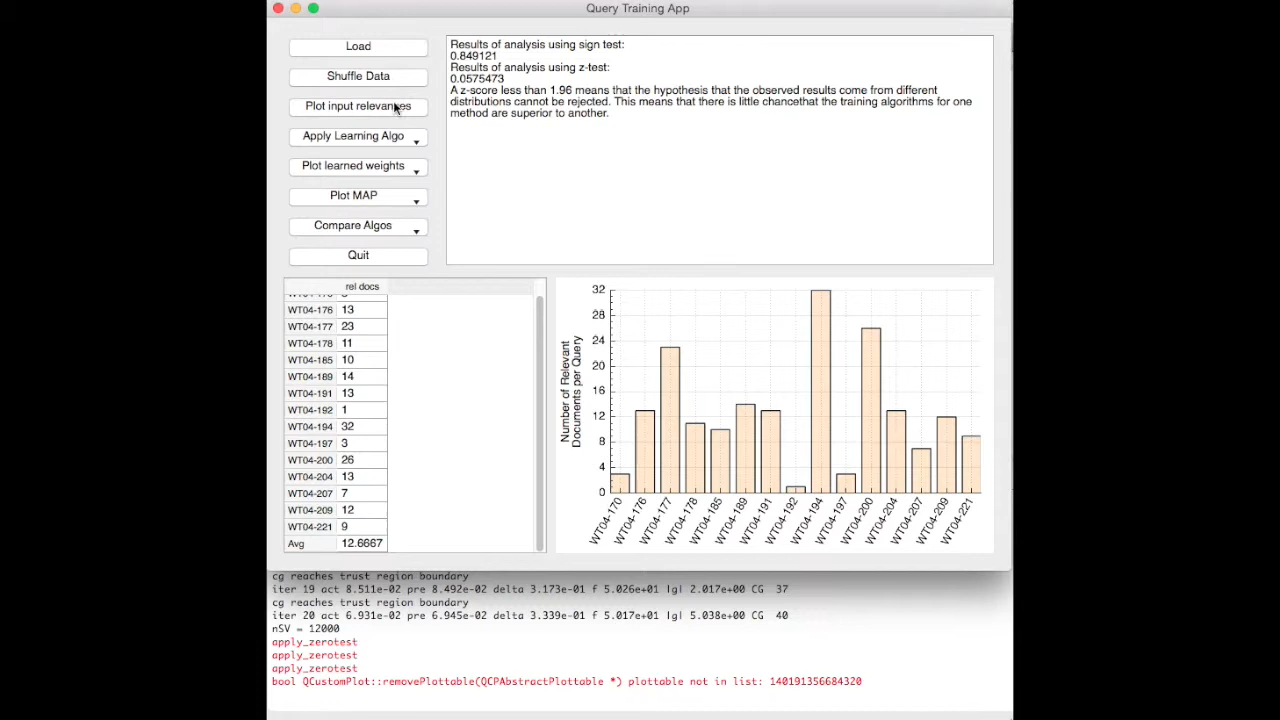 Query Training App
Load
Shuffle Data
Plot input relevances
Apply Learning Algo
Plot learned weights
Plot MAP
Compare Algos
Quit
Results of analysis using sign test:
0.849121
Results of analysis using z-test:
0.0575473
A z-score less than 1.96 means that the hypothesis that the observed results come from different
distributions cannot be rejected. This means that there is little chancethat the training algorithms for one
method are superior to another.
rel docs
WT04-176 13
WT04-177 23
WT04-178 11
WT04-185 10
WT04-189 14
WT04-191 13
WT04-192 1
WT04-194 32
WT04-197 3
WT04-200 26
WT04-204 13
WT04-207 7
WT04-209 12
WT04-221 9
Avg 12.6667
Number of Relevant
Documents per Query
32
28
24
20
16
12
8
4
0
WT04-170 WT04-176 WT04-177 WT04-178 WT04-185 WT04-189 WT04-191 WT04-192 WT04-194 WT04-197 WT04-200 WT04-204 WT04-207 WT04-209 WT04-221
cg reaches trust region boundary
iter 19 act 8.511e-02 pre 8.492e-02 delta 3.173e-01 f 5.026e+01 |g| 2.017e+00 CG 37
cg reaches trust region boundary
iter 20 act 6.931e-02 pre 6.945e-02 delta 3.339e-01 f 5.017e+01 |g| 5.038e+00 CG 40
nSV = 12000
apply_zerotest
apply_zerotest
apply_zerotest
bool QCustomPlot::removePlottable(QCPAbstractPlottable *) plottable not in list: 140191356684320